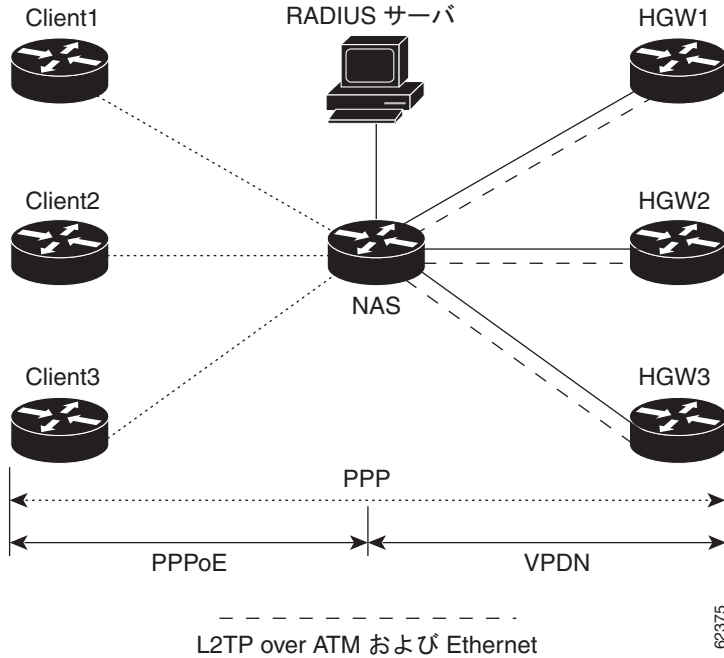 Client1
RADIUS サーバ
HGW1
Client2
HGW2
NAS
Client3
HGW3
PPP
PPPoE
VPDN
L2TP over ATM および Ethernet
62375